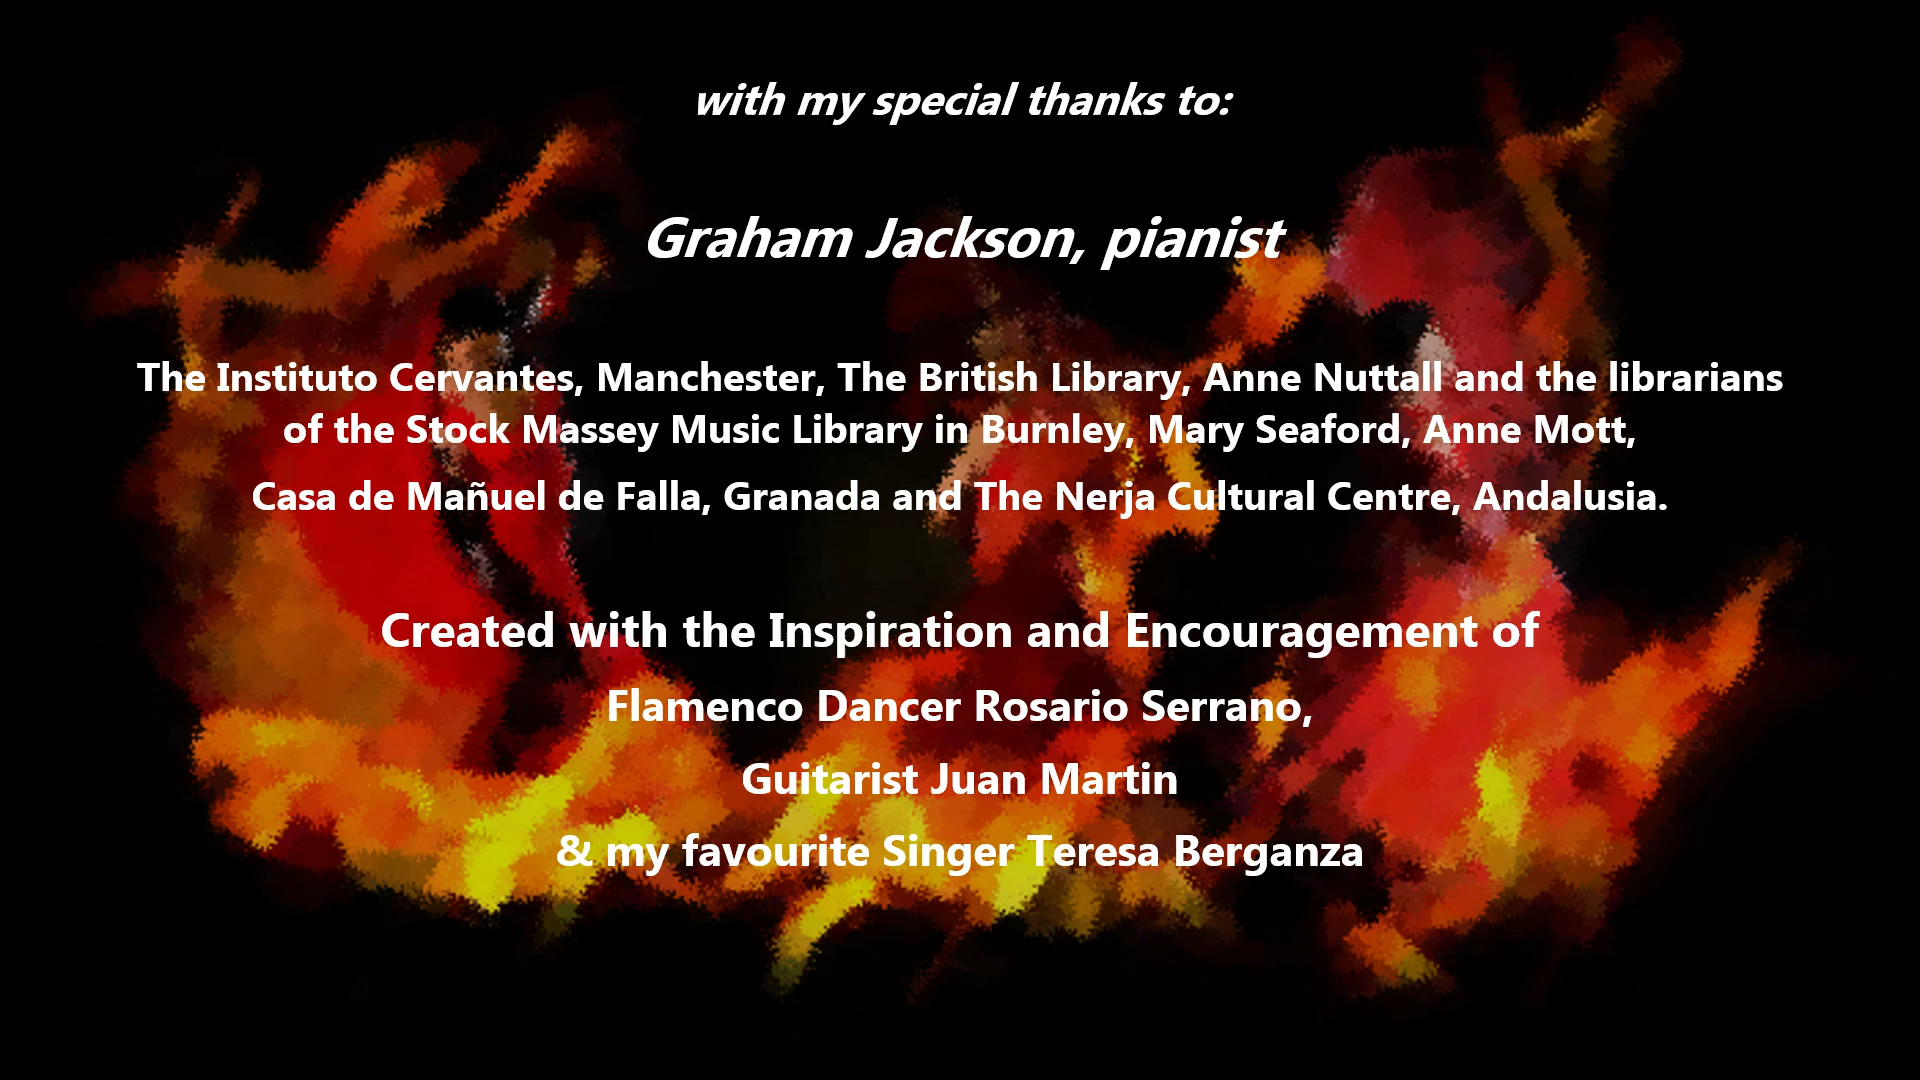 with my special thanks to:
Graham Jackson, pianist
The Instituto Cervantes, Manchester, The British Library, Anne Nuttall and the librarians
of the Stock Massey Music Library in Burnley, Mary Seaford, Anne Mott,
Casa de Mañuel de Falla, Granada and The Nerja Cultural Centre, Andalusia.
Created with the Inspiration and Encouragement of
Flamenco Dancer Rosario Serrano,
Guitarist Juan Martin
& my favourite Singer Teresa Berganza